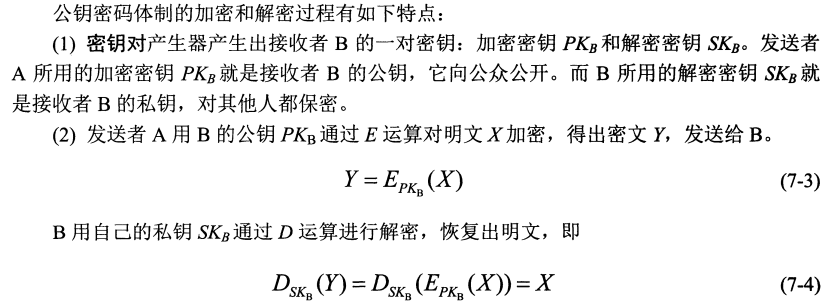 公钥密码体制的加密和解密过程有如下特点：
(1) 密钥对产生器产生出接收者 B 的一对密钥：加密密钥 PK_B 和解密密钥 SK_B。发送者
A 所用的加密密钥 PK_B 就是接收者 B 的公钥，它向公众公开。而 B 所用的解密密钥 SK_B 就
是接收者 B 的私钥，对其他人都保密。
(2) 发送者 A 用 B 的公钥 PK_B 通过 E 运算对明文 X 加密，得出密文 Y，发送给 B。
Y = E_{PK_B}(X) (7-3)
B 用自己的私钥 SK_B 通过 D 运算进行解密，恢复出明文，即
D_{SK_B}(Y) = D_{SK_B}(E_{PK_B}(X)) = X (7-4)